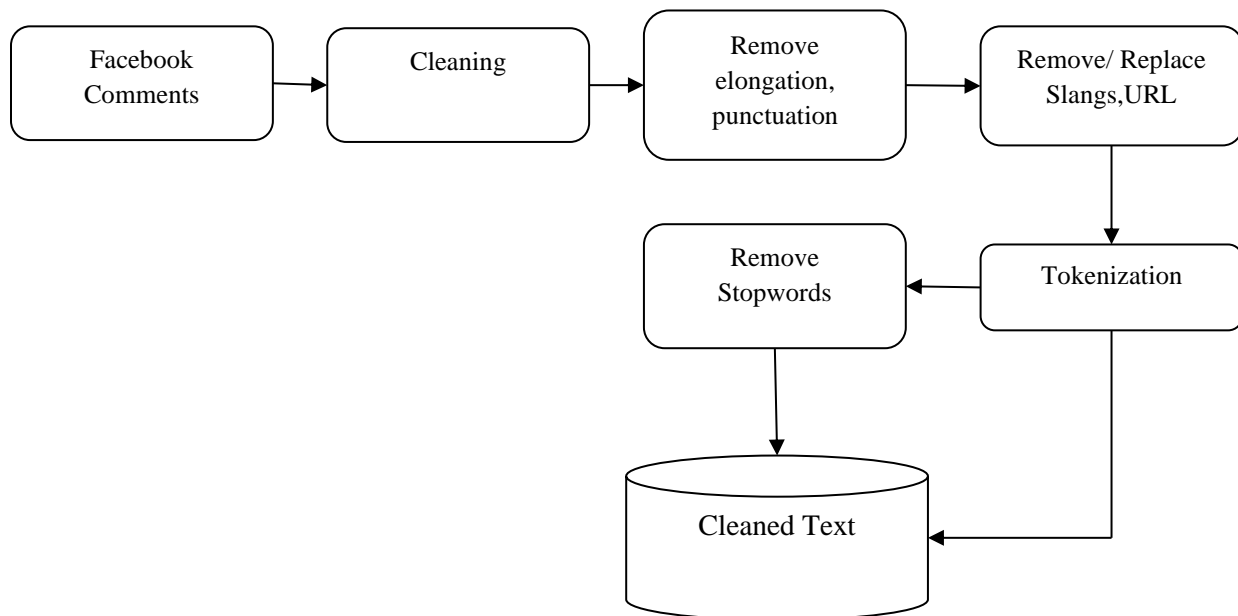 Facebook
Comments
Cleaning
Remove
elongation,
punctuation
Remove/ Replace
Slangs,URL
Tokenization
Remove
Stopwords
Cleaned Text